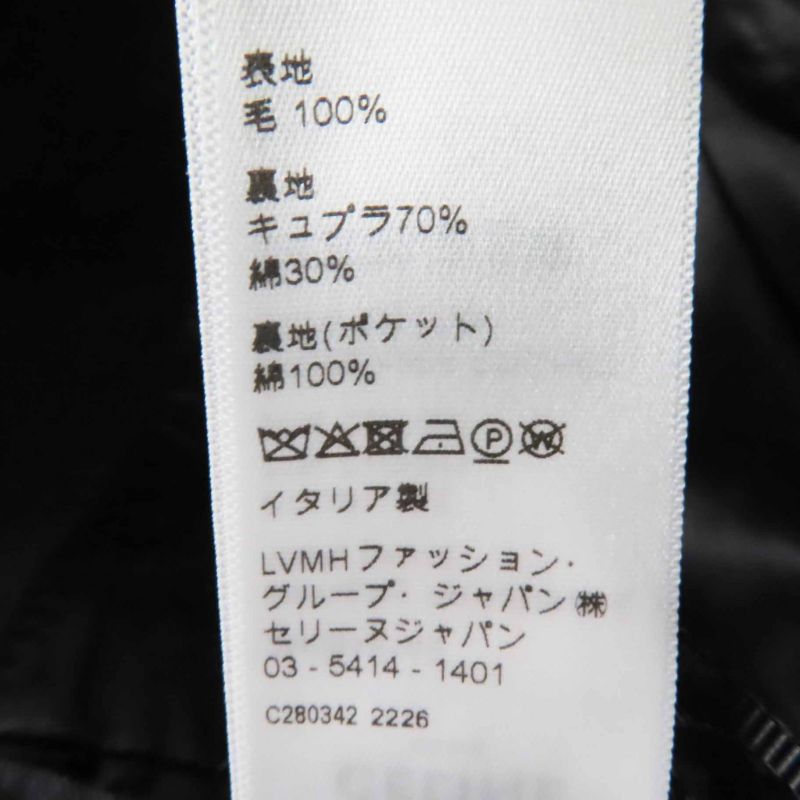 表地
毛 100%
裏地
キュプラ70%
綿30%
裏地(ポケット)
綿100%
P W
イタリア製
LVMHファッション・
グループ・ジャパン㈱
セリーヌジャパン
03 - 5414 - 1401
C280342 2226